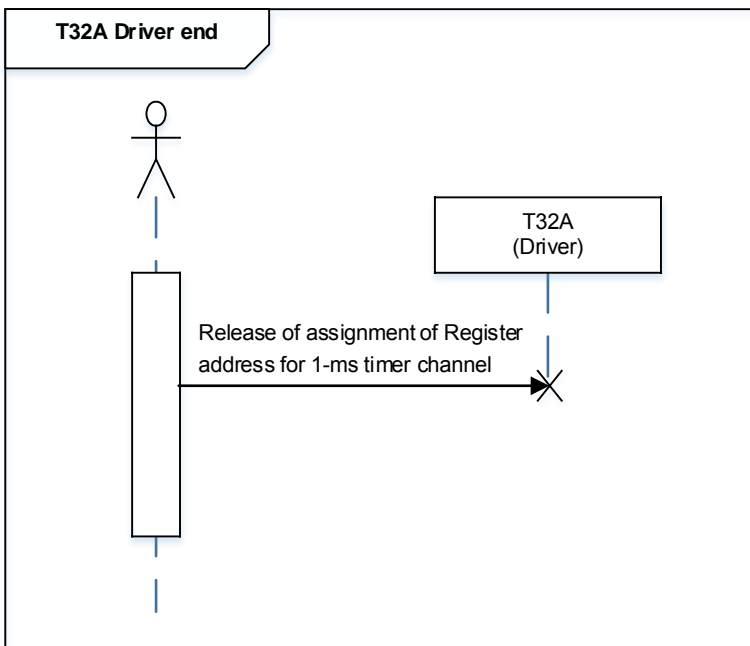 T32A Driver end
T32A
(Driver)
Release of assignment of Register
address for 1-ms timer channel